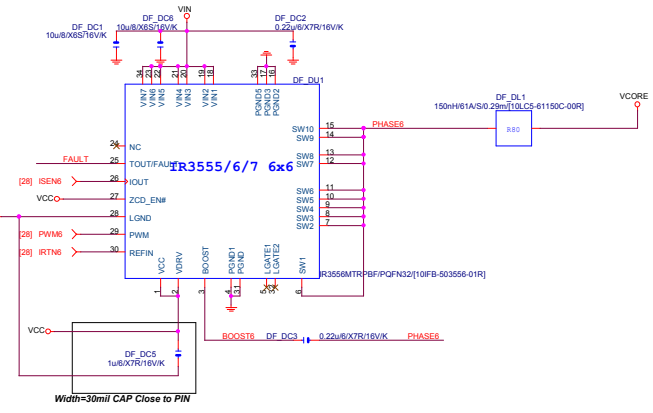 VIN
DF_DC1
10u/8/X6S/16V/K
DF_DC6
10u/8/X6S/16V/K
DF_DC2
0.22u/6/X7R/16V/K
34 23 22 21 20 19 18
33 17 16
DF_DU1
VIN7 VIN6 VIN5 VIN4 VIN3 VIN2 VIN1
PGND5 PGND3 PGND2
DF_DL1
150nH/61A/S/0.29m/[10LC5-61150C-00R]
VCORE
R80
PHASE6
SW10 15
SW9 14
SW8 13
SW7 12
SW6 11
SW5 10
SW4 9
SW3 8
SW2 7
24 NC
FAULT 25 TOUT/FAULT
IR3555/6/7 6x6
[28] ISEN6 26 IOUT
VCC 27 ZCD_EN#
28 LGND
[28] PWM6 29 PWM
[28] IRTN6 30 REFIN
VCC VDRV BOOST PGND1 PGND LGATE1 LGATE2 SW1
1 2 3 4 31 5 32 6
IR3556MTRPBF/PQFN32/[10IFB-503556-01R]
VCC
BOOST6 DF_DC3 0.22u/6/X7R/16V/K PHASE6
DF_DC5
1u/6/X7R/16V/K
Width=30mil CAP Close to PIN